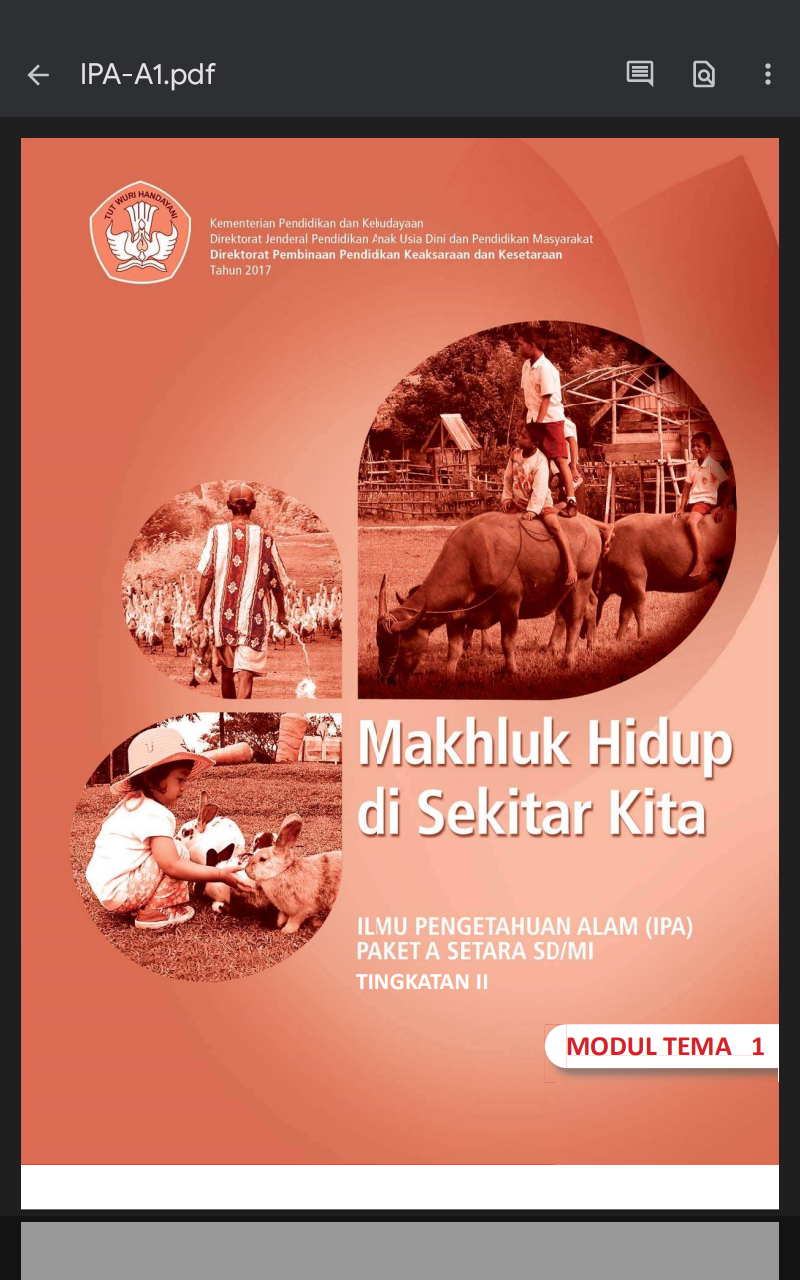 IPA-A1.pdf
TUT WURI HANDAYANI
Kementerian Pendidikan dan Kebudayaan
Direktorat Jenderal Pendidikan Anak Usia Dini dan Pendidikan Masyarakat
Direktorat Pembinaan Pendidkan Keaksaraan dan Kesetaraan
Tahun 2017
Makhluk Hidup
di Sekitar Kita
ILMU PENGETAHUAN ALAM (IPA)
PAKET A SETARA SD/MI
TINGKATAN II
MODUL TEMA 1